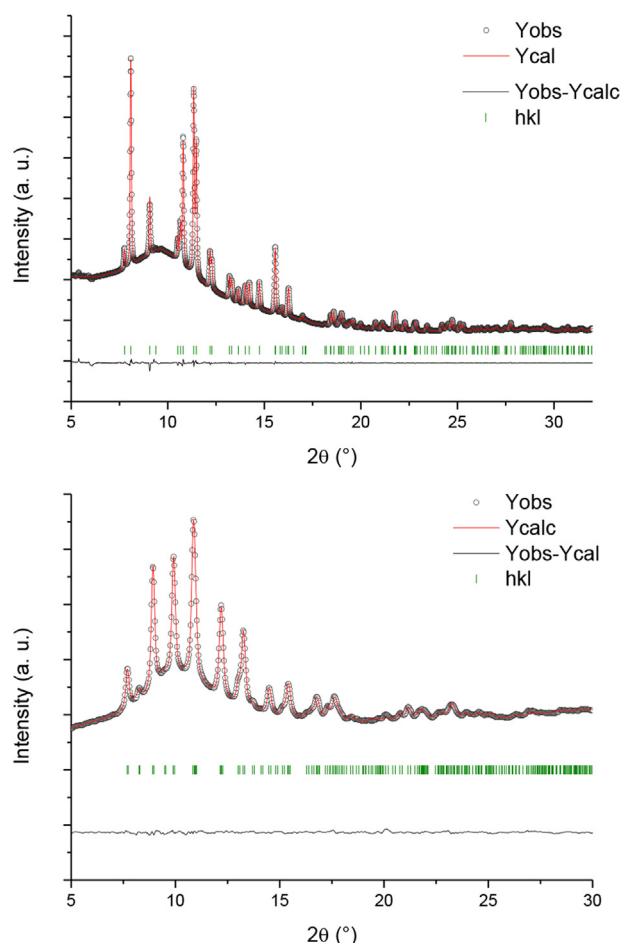 Yobs
Ycal
Yobs-Ycalc
hkl
Intensity (a. u.)
5 10 15 20 25 30
2θ (°)
Yobs
Ycalc
Yobs-Ycal
hkl
Intensity (a. u.)
5 10 15 20 25 30
2θ (°)